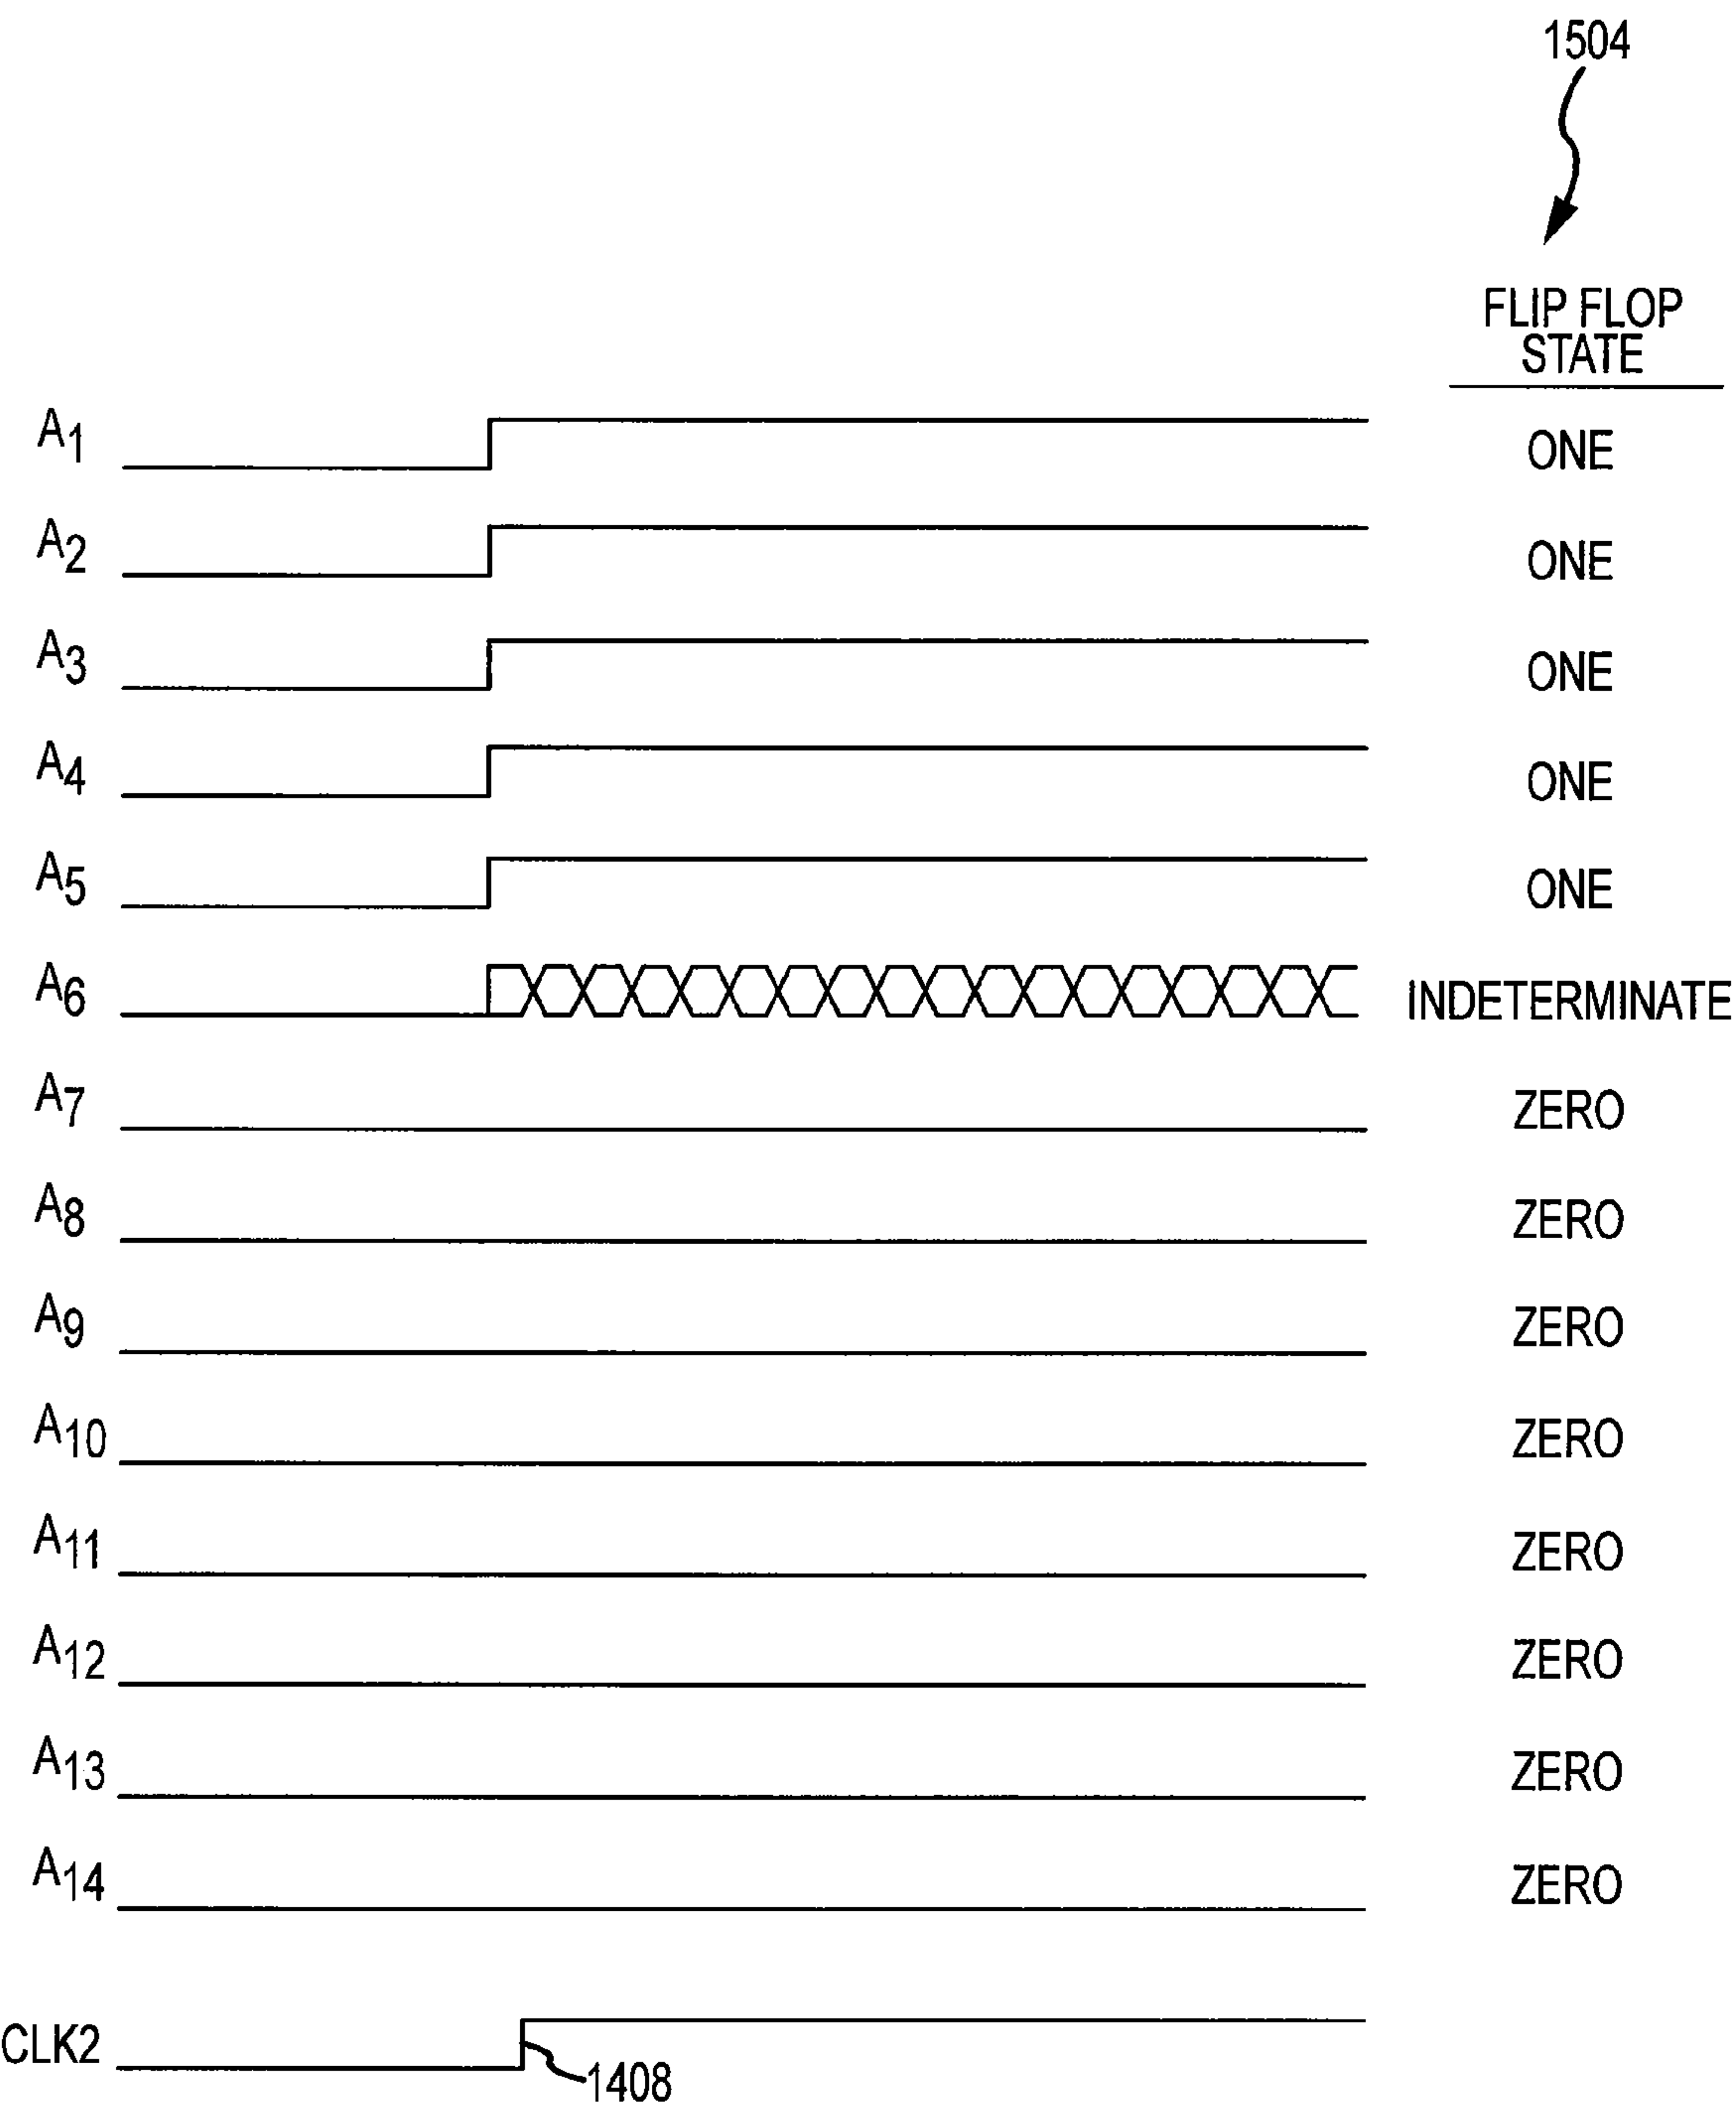 1504
FLIP FLOP
STATE
A1 ONE
A2 ONE
A3 ONE
A4 ONE
A5 ONE
A6 INDETERMINATE
A7 ZERO
A8 ZERO
A9 ZERO
A10 ZERO
A11 ZERO
A12 ZERO
A13 ZERO
A14 ZERO
CLK2
1408